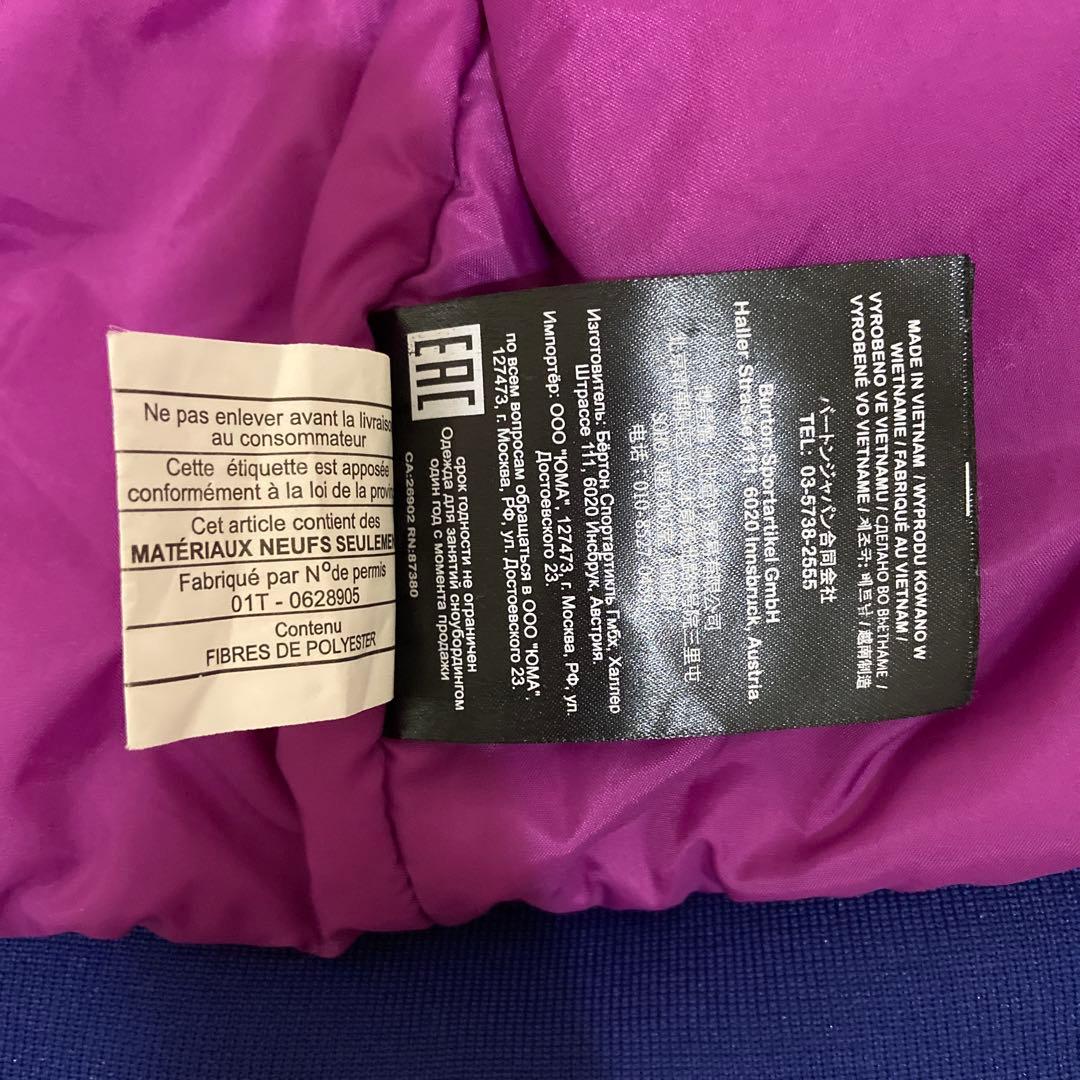 Ne pas enlever avant la livrais
au consommateur
Cette étiquette est apposée
conformément à la loi de la provin
Cet article contient des
MATÉRIAUX NEUFS SEULEMEN
Fabriqué par Nº de permis
01T - 0628905
Contenu
FIBRES DE POLYESTER
MADE IN VIETNAM / WYPRODU KOWANO W
WIETNAMIE / FABRIQUÉ AU VIETNAM /
VYROBENO VE VIETNAMU / СДЕЛАНО ВО ВЬЕТНАМЕ /
VYROBENÉ VO VIETNAME / 제조국: 베트남 / 越南制造
バートンジャパン合同会社
TEL. 03-5738-2555
Burton Sportartikel GmbH
Haller Strasse 111 6020 Innsbruck, Austria.
Изготовитель: Бёртон Спортартикль Гмбх, Халлер
Штрассе 111, 6020 Инсбрук, Австрия.
Импортёр: ООО "ЮМА", 127473, г. Москва, РФ, ул.
Достоевского 23.
по всем вопросам обращаться в ООО "ЮМА".
127473, г. Москва, РФ, ул. Достоевского 23.
EAC
срок годности не ограничен
Одежда для занятий сноубордингом
один год с момента продажи
CA:26902 RN:87380